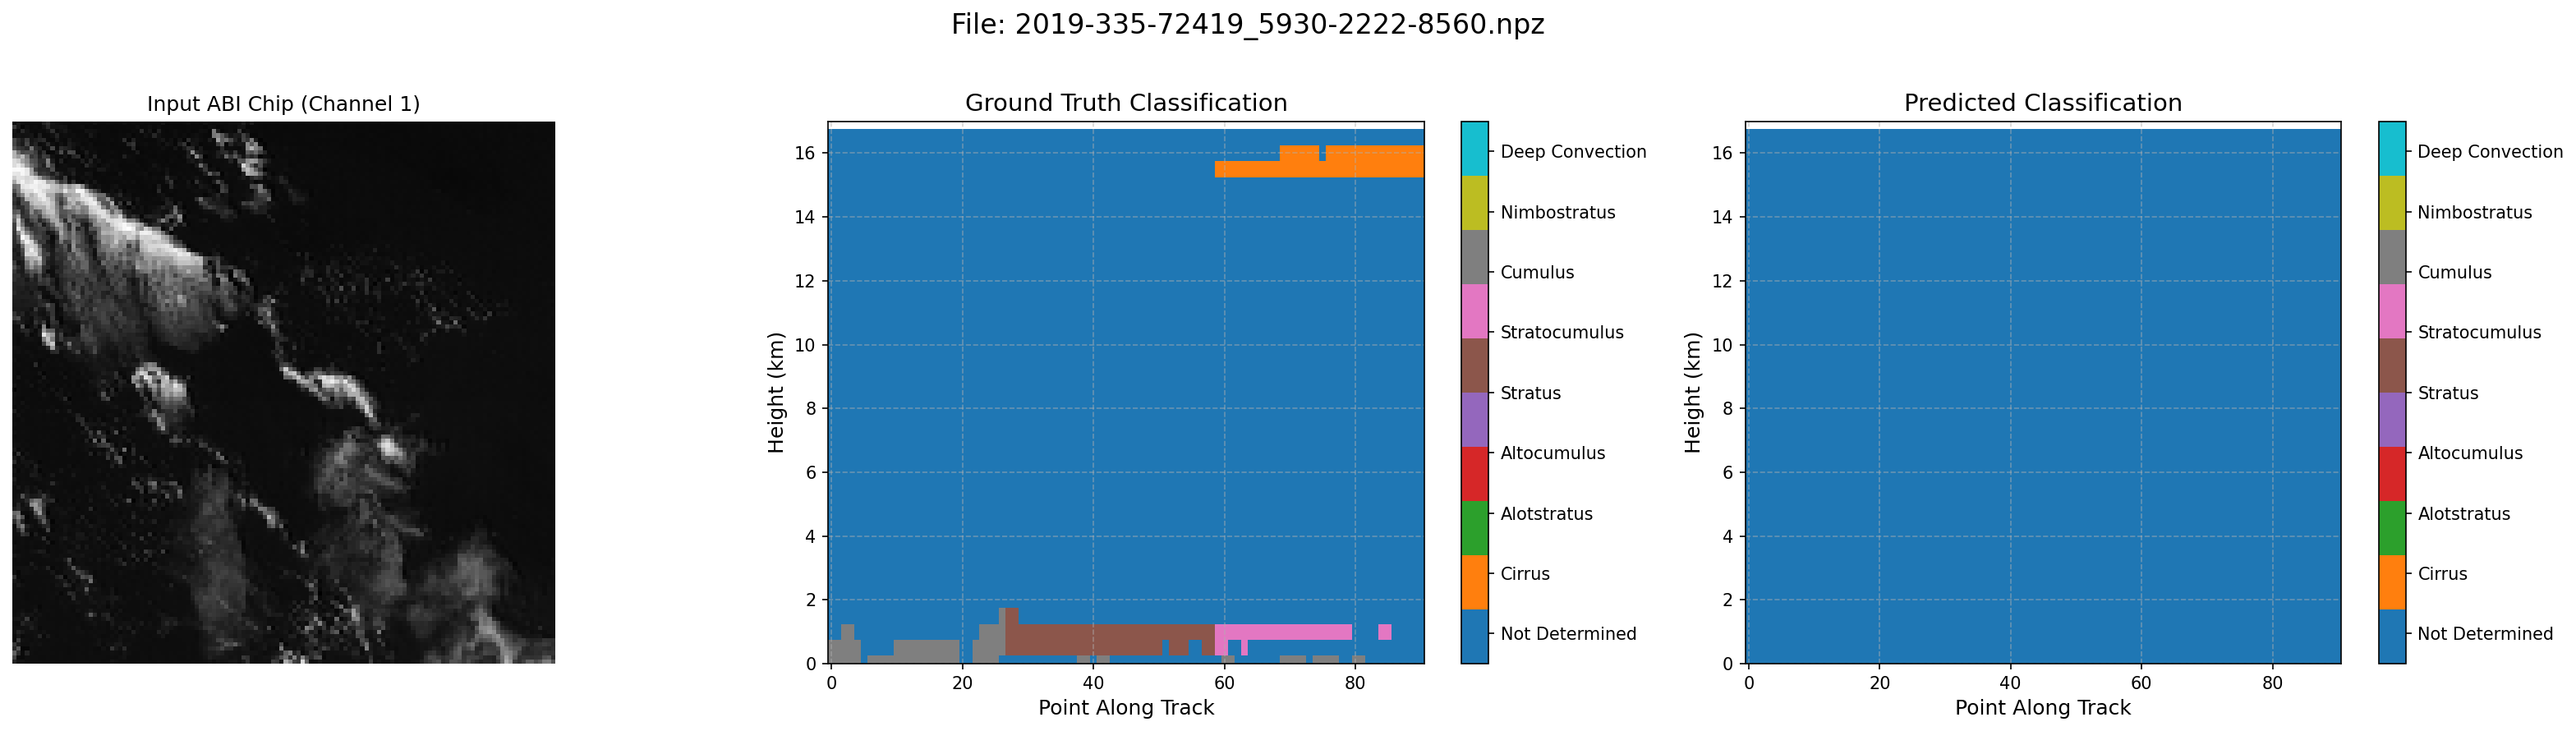 File: 2019-335-72419_5930-2222-8560.npz
Input ABI Chip (Channel 1)
Ground Truth Classification
Height (km)
16
14
12
10
8
6
4
2
0
0 20 40 60 80
Point Along Track
Deep Convection
Nimbostratus
Cumulus
Stratocumulus
Stratus
Altocumulus
Alotstratus
Cirrus
Not Determined
Predicted Classification
Height (km)
16
14
12
10
8
6
4
2
0
0 20 40 60 80
Point Along Track
Deep Convection
Nimbostratus
Cumulus
Stratocumulus
Stratus
Altocumulus
Alotstratus
Cirrus
Not Determined